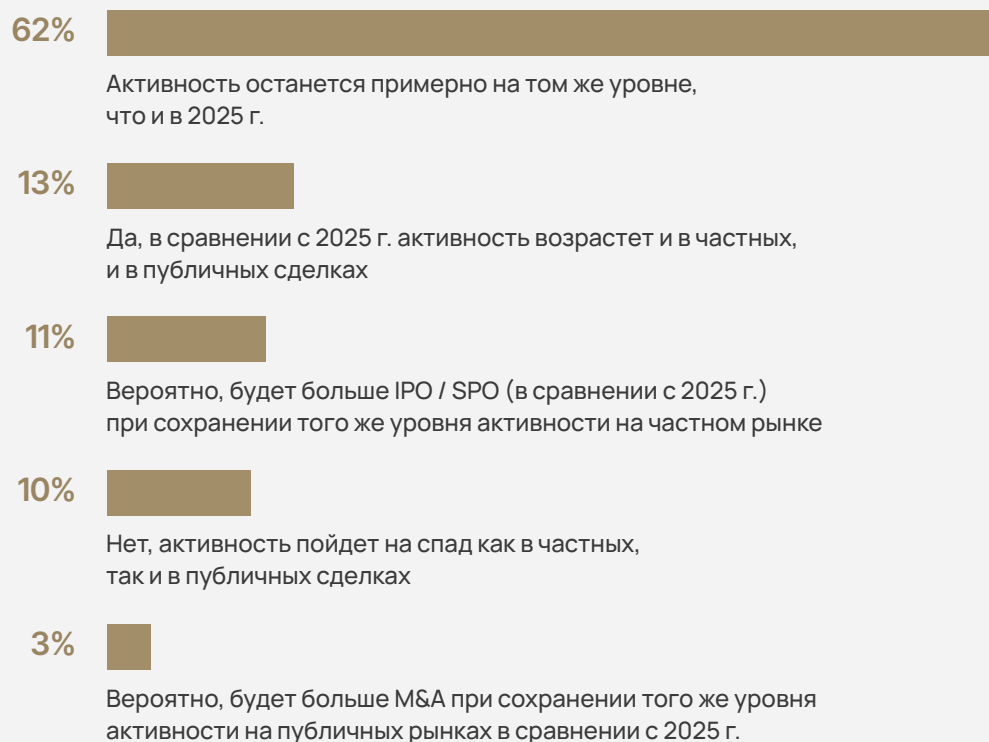 62%
Активность останется примерно на том же уровне,
что и в 2025 г.
13%
Да, в сравнении с 2025 г. активность возрастет и в частных,
и в публичных сделках
11%
Вероятно, будет больше IPO / SPO (в сравнении с 2025 г.)
при сохранении того же уровня активности на частном рынке
10%
Нет, активность пойдет на спад как в частных,
так и в публичных сделках
3%
Вероятно, будет больше M&A при сохранении того же уровня
активности на публичных рынках в сравнении с 2025 г.